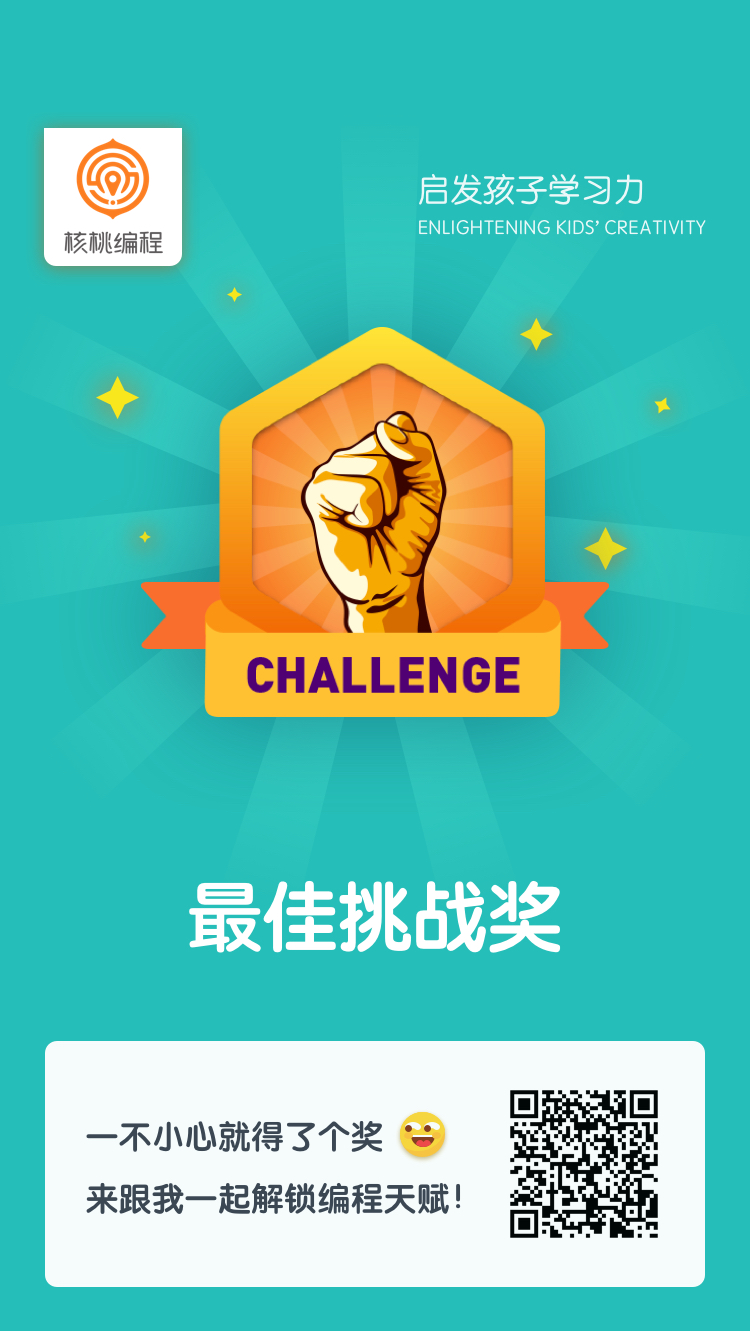 核桃编程
启发孩子学习力
ENLIGHTENING KIDS’ CREATIVITY
CHALLENGE
最佳挑战奖
一不小心就得了个奖
来跟我一起解锁编程天赋！